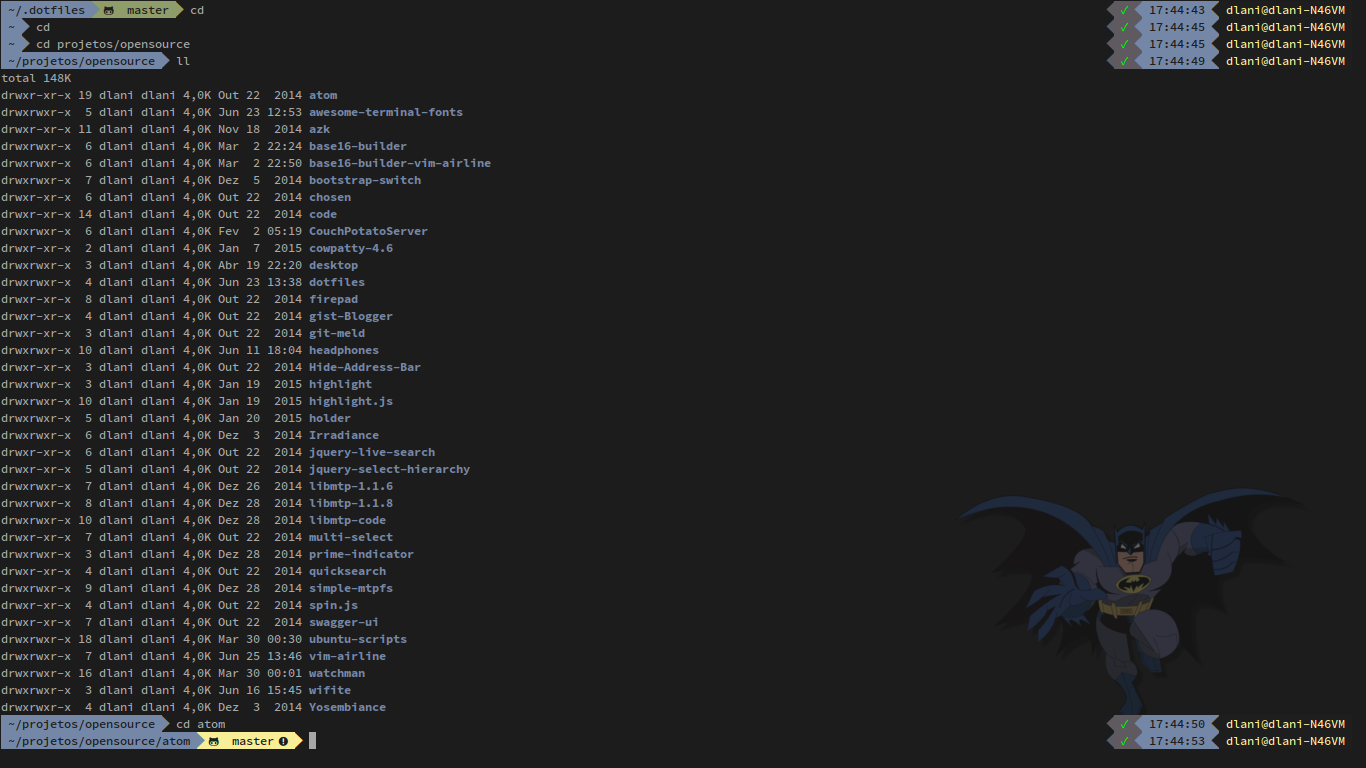 ~/.dotfiles master cd ✓ 17:44:43 dlani@dlani-N46VM
~ cd ✓ 17:44:45 dlani@dlani-N46VM
~ cd projetos/opensource ✓ 17:44:45 dlani@dlani-N46VM
~/projetos/opensource ll ✓ 17:44:49 dlani@dlani-N46VM
total 148K
drwxr-xr-x 19 dlani dlani 4,0K Out 22  2014 atom
drwxrwxr-x  5 dlani dlani 4,0K Jun 23 12:53 awesome-terminal-fonts
drwxr-xr-x 11 dlani dlani 4,0K Nov 18  2014 azk
drwxrwxr-x  6 dlani dlani 4,0K Mar  2 22:24 base16-builder
drwxrwxr-x  6 dlani dlani 4,0K Mar  2 22:50 base16-builder-vim-airline
drwxrwxr-x  7 dlani dlani 4,0K Dez  5  2014 bootstrap-switch
drwxr-xr-x  6 dlani dlani 4,0K Out 22  2014 chosen
drwxr-xr-x 14 dlani dlani 4,0K Out 22  2014 code
drwxr-xr-x  6 dlani dlani 4,0K Fev  2 05:19 CouchPotatoServer
drwxr-xr-x  2 dlani dlani 4,0K Jan  7  2015 cowpatty-4.6
drwxrwxr-x  3 dlani dlani 4,0K Abr 19 22:20 desktop
drwxrwxr-x  4 dlani dlani 4,0K Jun 23 13:38 dotfiles
drwxr-xr-x  8 dlani dlani 4,0K Out 22  2014 firepad
drwxr-xr-x  4 dlani dlani 4,0K Out 22  2014 gist-Blogger
drwxr-xr-x  3 dlani dlani 4,0K Out 22  2014 git-meld
drwxrwxr-x 10 dlani dlani 4,0K Jun 11 18:04 headphones
drwxr-xr-x  3 dlani dlani 4,0K Out 22  2014 Hide-Address-Bar
drwxrwxr-x  3 dlani dlani 4,0K Jan 19  2015 highlight
drwxrwxr-x 10 dlani dlani 4,0K Jan 19  2015 highlight.js
drwxrwxr-x  5 dlani dlani 4,0K Jan 20  2015 holder
drwxrwxr-x  6 dlani dlani 4,0K Dez  3  2014 Irradiance
drwxr-xr-x  6 dlani dlani 4,0K Out 22  2014 jquery-live-search
drwxr-xr-x  5 dlani dlani 4,0K Out 22  2014 jquery-select-hierarchy
drwxrwxr-x  7 dlani dlani 4,0K Dez 26  2014 libmtp-1.1.6
drwxrwxr-x  8 dlani dlani 4,0K Dez 28  2014 libmtp-1.1.8
drwxrwxr-x 10 dlani dlani 4,0K Dez 28  2014 libmtp-code
drwxr-xr-x  7 dlani dlani 4,0K Out 22  2014 multi-select
drwxrwxr-x  3 dlani dlani 4,0K Dez 28  2014 prime-indicator
drwxr-xr-x  4 dlani dlani 4,0K Out 22  2014 quicksearch
drwxrwxr-x  9 dlani dlani 4,0K Dez 28  2014 simple-mtpfs
drwxr-xr-x  4 dlani dlani 4,0K Out 22  2014 spin.js
drwxr-xr-x  7 dlani dlani 4,0K Out 22  2014 swagger-ui
drwxrwxr-x 18 dlani dlani 4,0K Mar 30 00:30 ubuntu-scripts
drwxrwxr-x  7 dlani dlani 4,0K Jun 25 13:46 vim-airline
drwxrwxr-x 16 dlani dlani 4,0K Mar 30 00:01 watchman
drwxrwxr-x  3 dlani dlani 4,0K Jun 16 15:45 wifite
drwxrwxr-x  4 dlani dlani 4,0K Dez  3  2014 Yosembiance
~/projetos/opensource cd atom ✓ 17:44:50 dlani@dlani-N46VM
~/projetos/opensource/atom master ✓ 17:44:53 dlani@dlani-N46VM